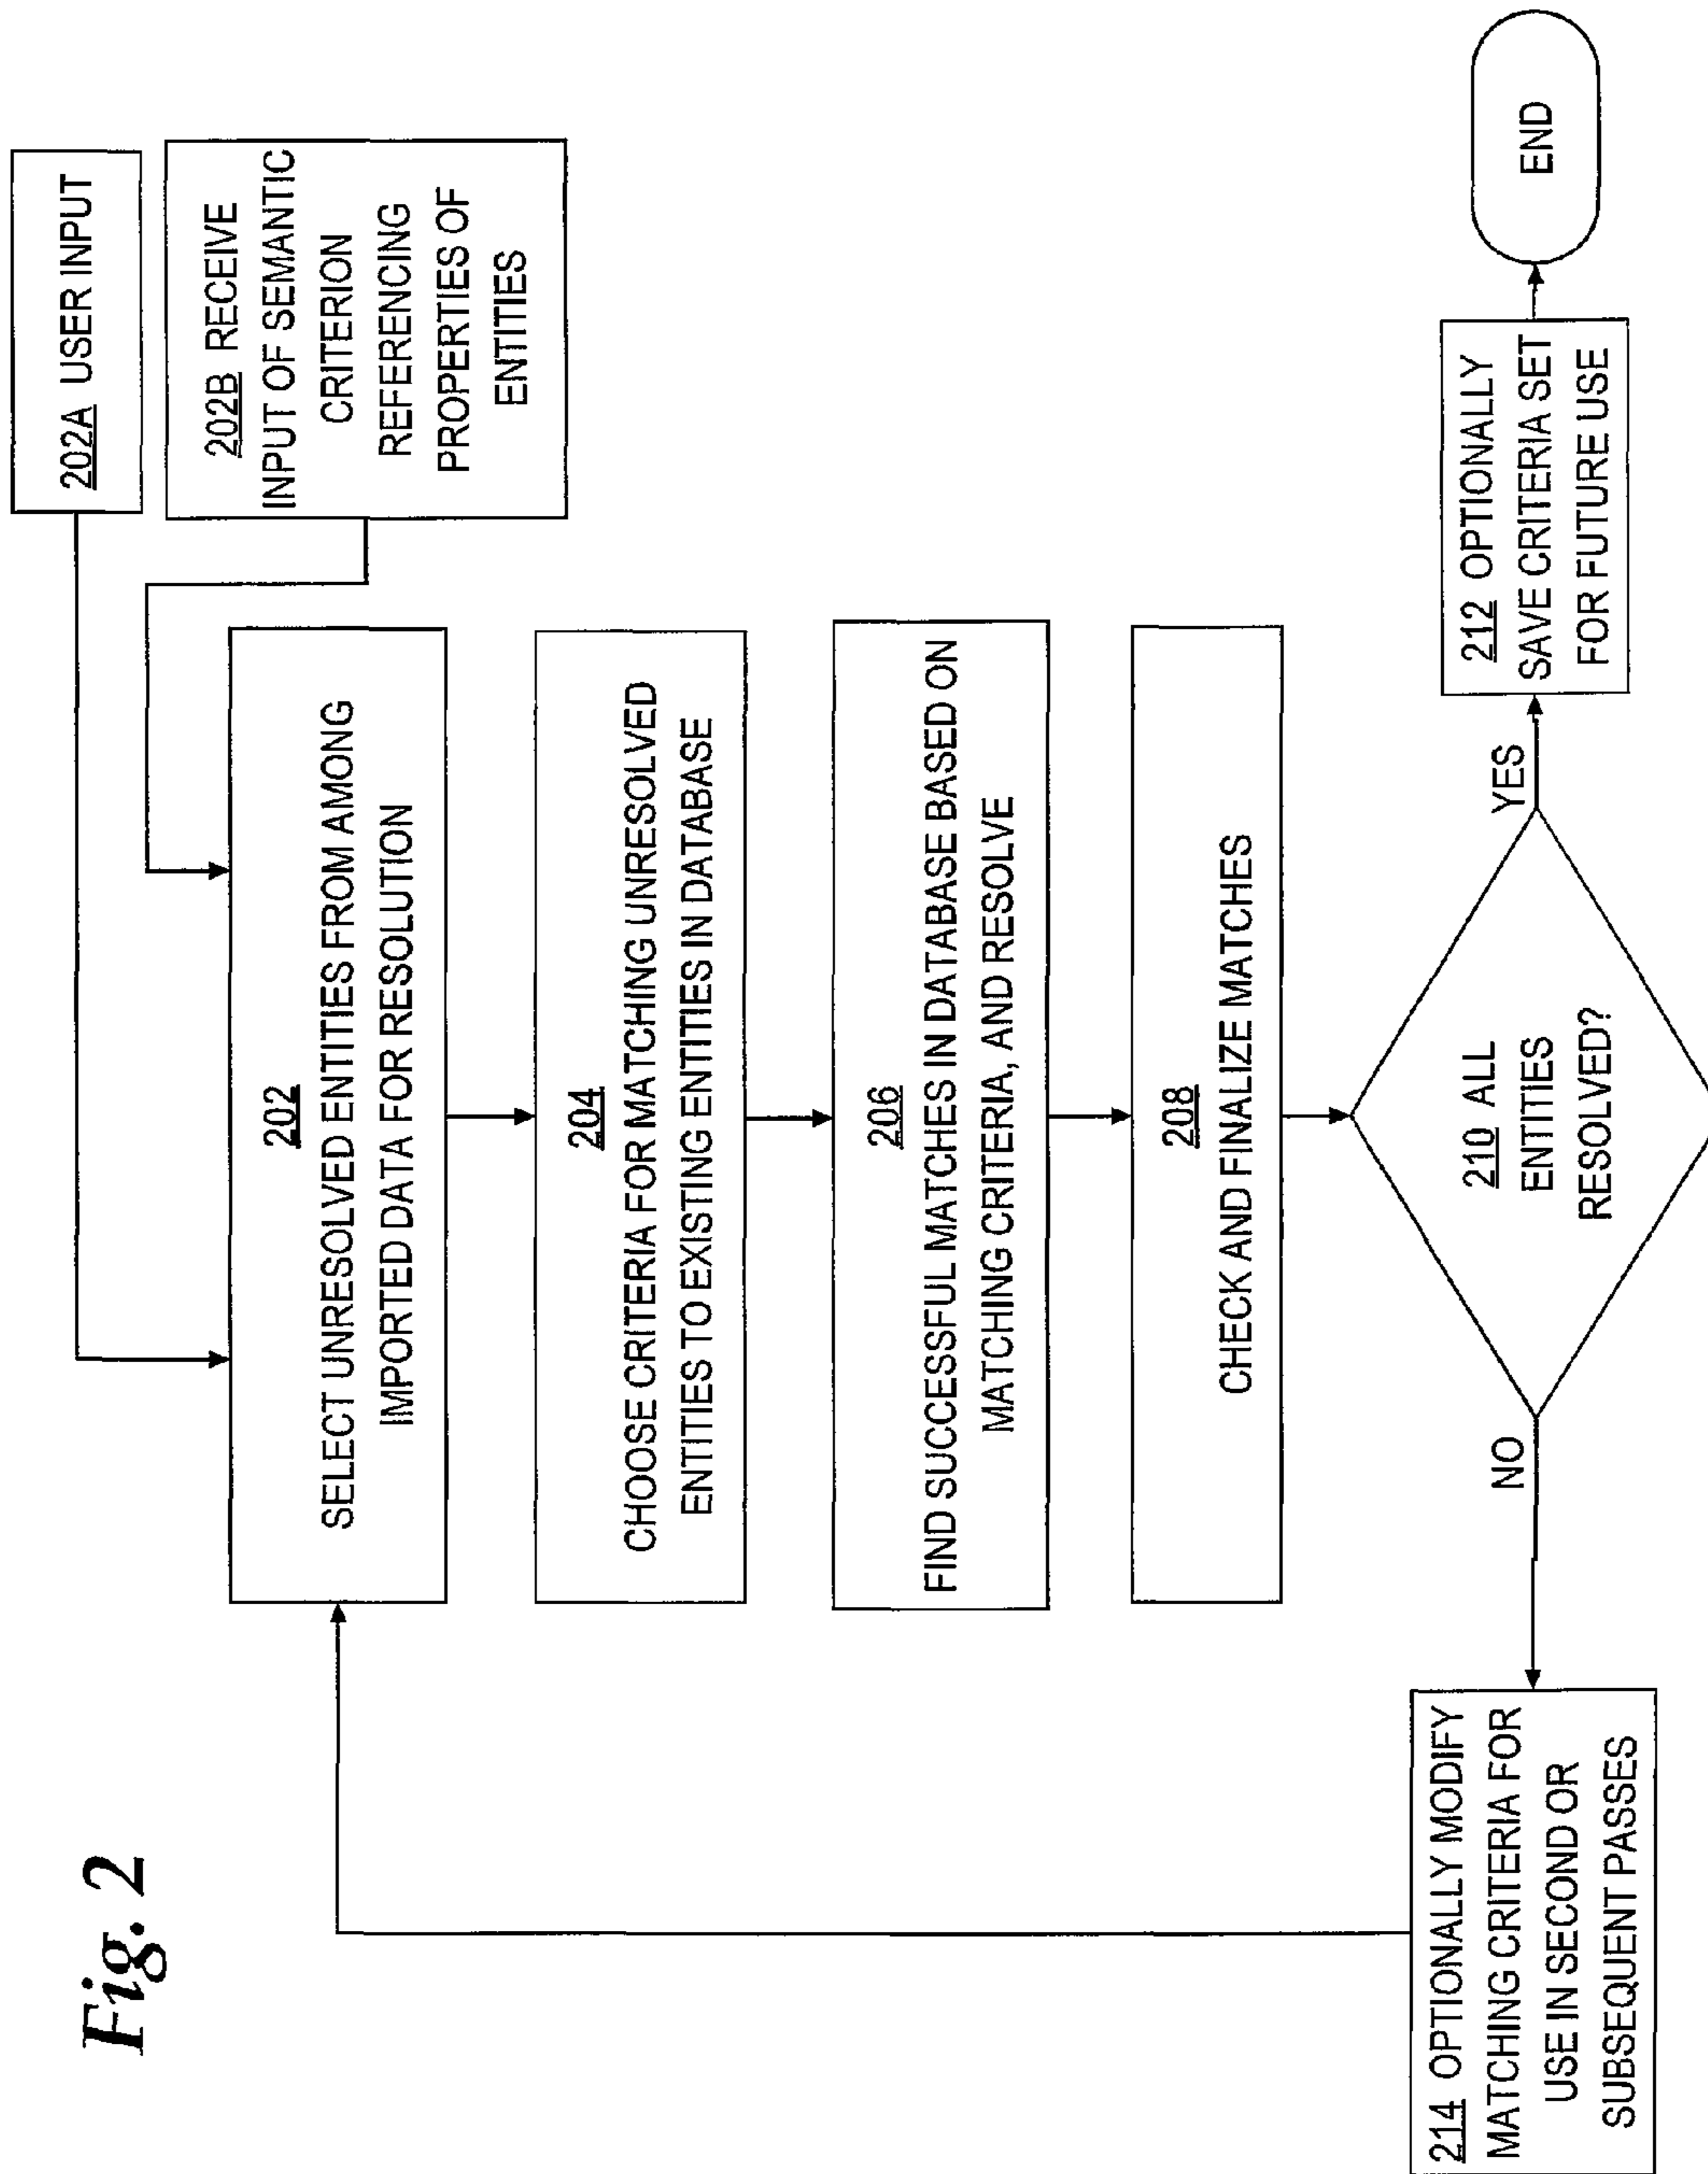 Fig. 2
202A USER INPUT
202B RECEIVE
INPUT OF SEMANTIC
CRITERION
REFERENCING
PROPERTIES OF
ENTITIES
202
SELECT UNRESOLVED ENTITIES FROM AMONG
IMPORTED DATA FOR RESOLUTION
204
CHOOSE CRITERIA FOR MATCHING UNRESOLVED
ENTITIES TO EXISTING ENTITIES IN DATABASE
206
FIND SUCCESSFUL MATCHES IN DATABASE BASED ON
MATCHING CRITERIA, AND RESOLVE
208
CHECK AND FINALIZE MATCHES
210 ALL
ENTITIES
RESOLVED?
NO
YES
214 OPTIONALLY MODIFY
MATCHING CRITERIA FOR
USE IN SECOND OR
SUBSEQUENT PASSES
212 OPTIONALLY
SAVE CRITERIA SET
FOR FUTURE USE
END